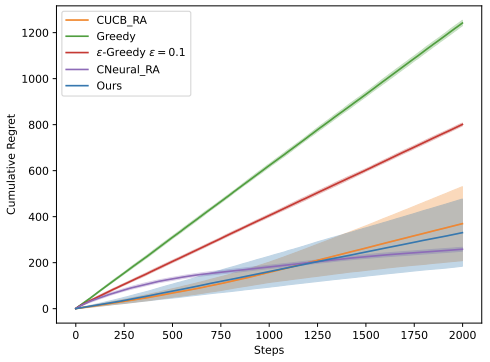 CUCB_RA
Greedy
ε-Greedy ε = 0.1
CNeural_RA
Ours
Cumulative Regret
1200
1000
800
600
400
200
0
0 250 500 750 1000 1250 1500 1750 2000
Steps